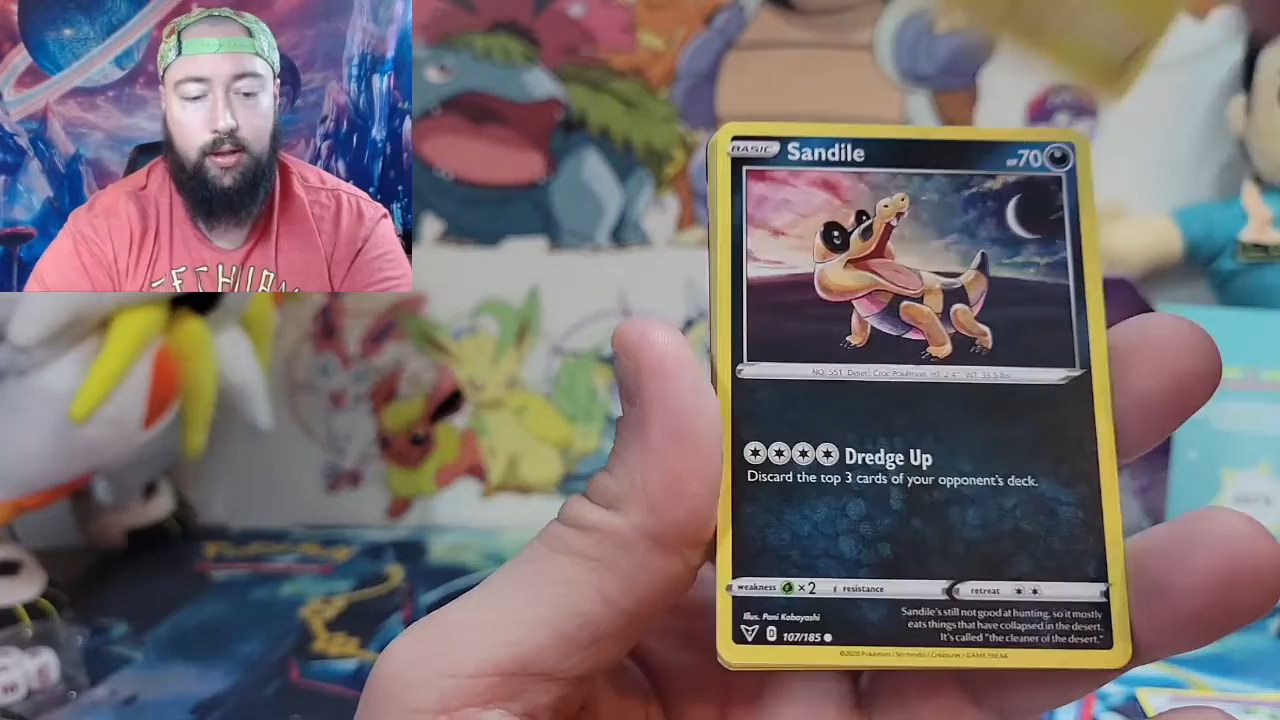 BASIC Sandile HP70
NO. 551 Desert Croc Pokémon HT: 2'4" WT: 33.5 lbs.
Dredge Up
Discard the top 3 cards of your opponent's deck.
weakness ×2 resistance retreat
Illus. Pani Kobayashi
Sandile's still not good at hunting, so it mostly
eats things that have collapsed in the desert.
It's called "the cleaner of the desert."
D 107/185
©2020 Pokémon / Nintendo / Creatures / GAME FREAK